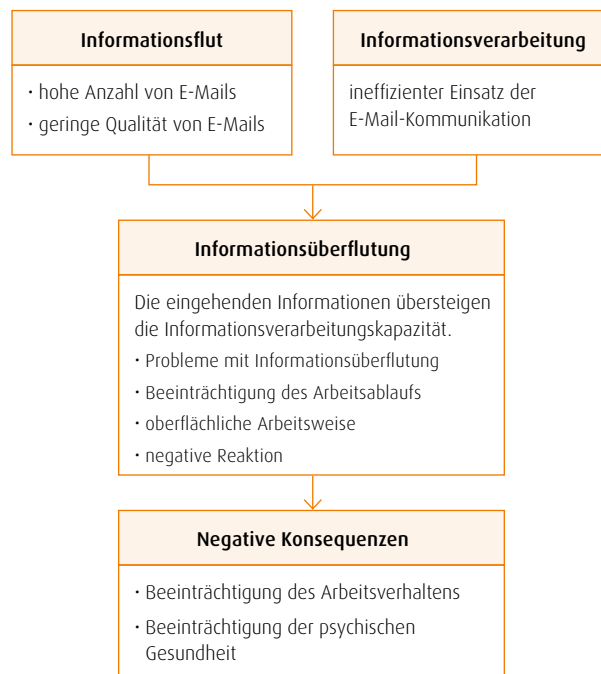 Informationsflut
· hohe Anzahl von E-Mails
· geringe Qualität von E-Mails
Informationsverarbeitung
ineffizienter Einsatz der
E-Mail-Kommunikation
Informationsüberflutung
Die eingehenden Informationen übersteigen
die Informationsverarbeitungskapazität.
· Probleme mit Informationsüberflutung
· Beeinträchtigung des Arbeitsablaufs
· oberflächliche Arbeitsweise
· negative Reaktion
Negative Konsequenzen
· Beeinträchtigung des Arbeitsverhaltens
· Beeinträchtigung der psychischen
Gesundheit